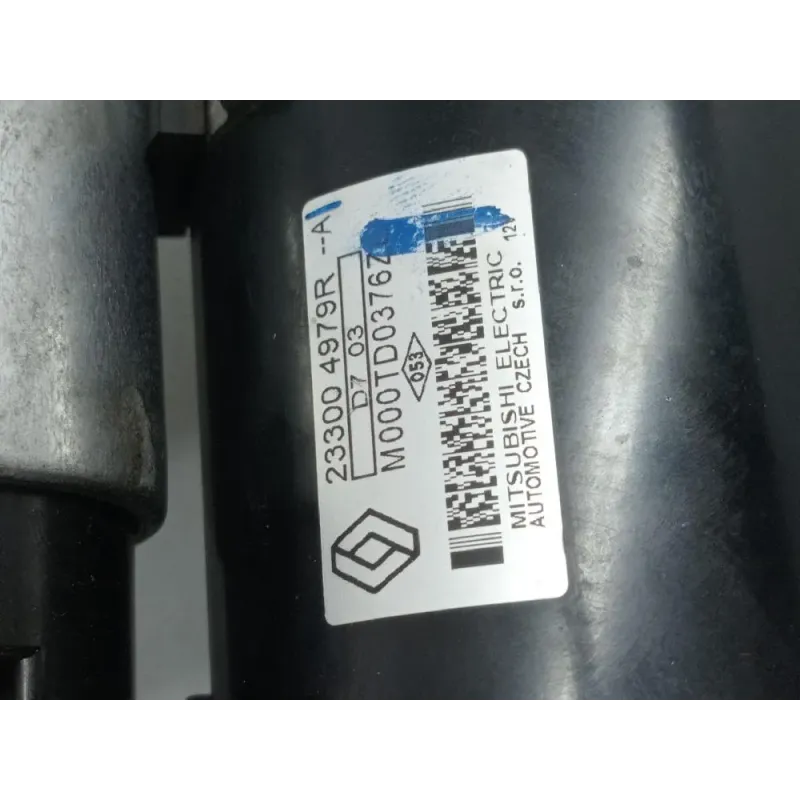 23300 4979R --A
D7 03
M000TD0376Z
053
MITSUBISHI ELECTRIC
AUTOMOTIVE CZECH s.r.o. 12V